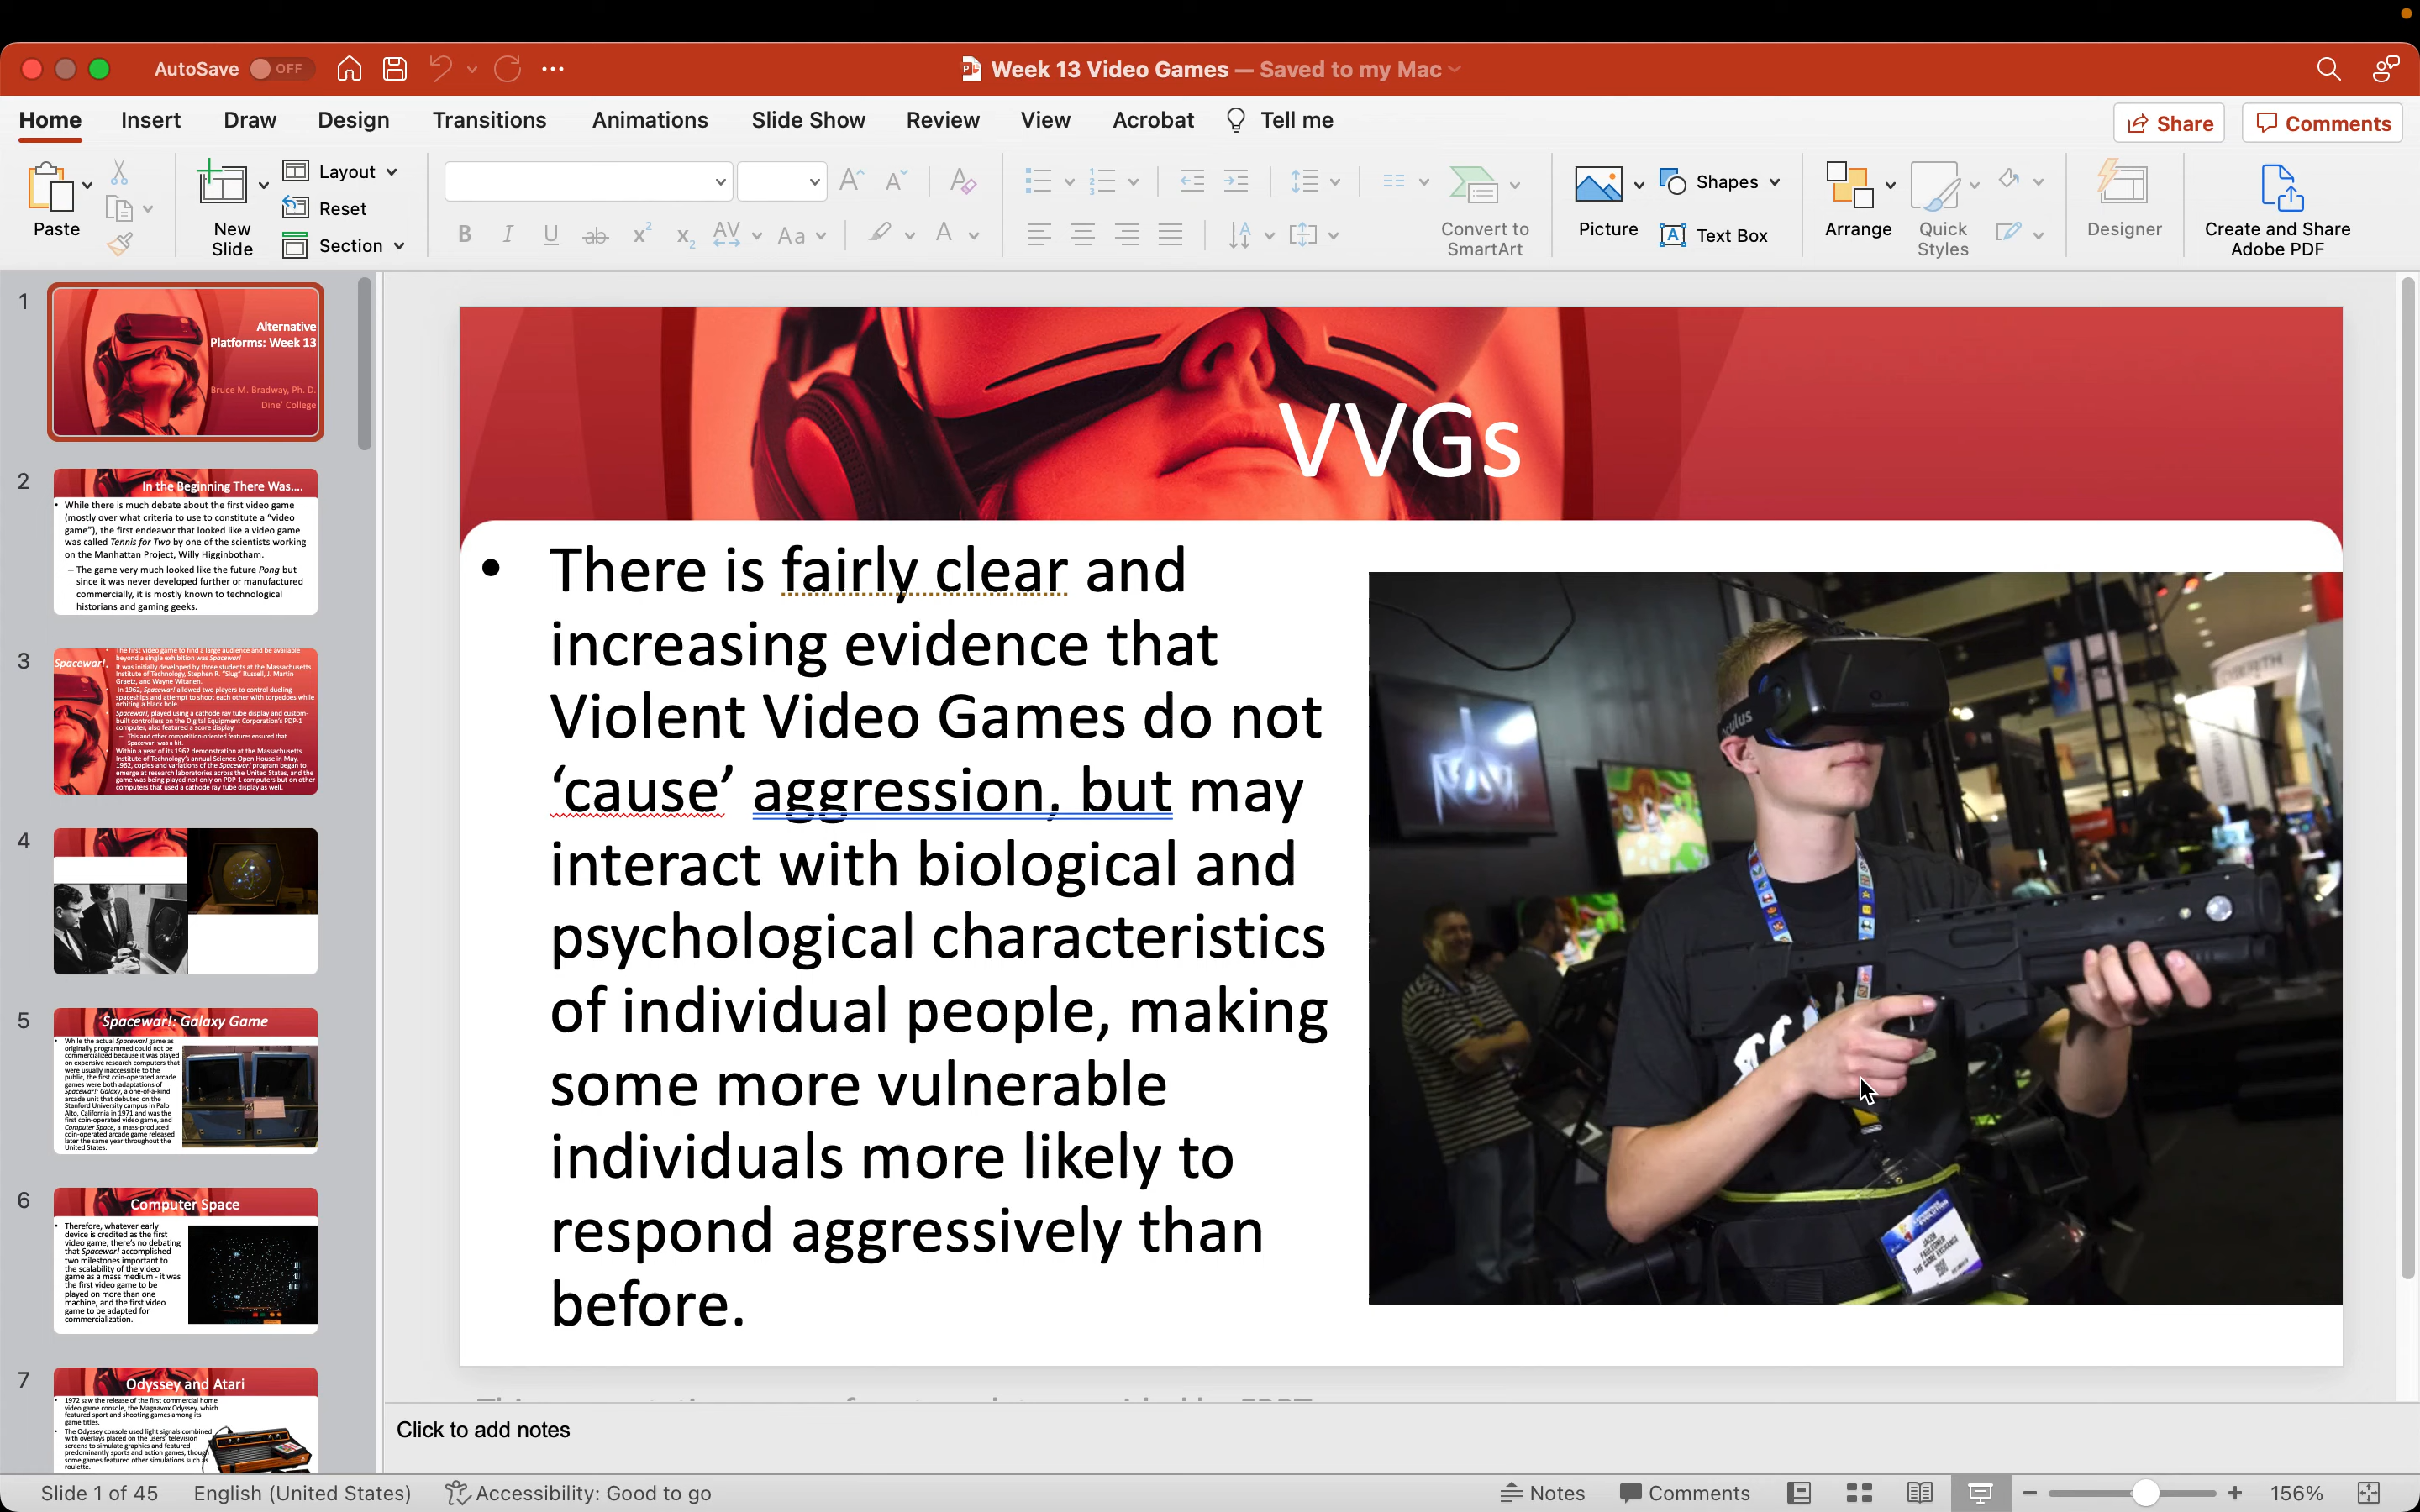 AutoSave OFF
Week 13 Video Games — Saved to my Mac
Home Insert Draw Design Transitions Animations Slide Show Review View Acrobat Tell me
Share Comments
Paste
New Slide
Layout
Reset
Section
Convert to SmartArt
Picture
Shapes
Text Box
Arrange
Quick Styles
Designer
Create and Share Adobe PDF
1
Alternative
Platforms: Week 13
Bruce M. Bradway, Ph. D.
Dine' College
2
In the Beginning There Was....
• While there is much debate about the first video game
(mostly over what criteria to use to constitute a “video
game”), the first endeavor that looked like a video game
was called Tennis for Two by one of the scientists working
on the Manhattan Project, Willy Higginbotham.
– The game very much looked like the future Pong but
since it was never developed further or manufactured
commercially, it is mostly known to technological
historians and gaming geeks.
3
Spacewar!
The first video game to find a large audience and be available
beyond a single exhibition was Spacewar!
It was initially developed by three students at the Massachusetts
Institute of Technology, Stephen R. "Slug" Russell, J. Martin
Graetz, and Wayne Witanen.
In 1962, Spacewar! allowed two players to control dueling
spaceships and attempt to shoot each other with torpedoes while
orbiting a black hole.
Spacewar!, played using a cathode ray tube display and custom-
built controllers on the Digital Equipment Corporation's PDP-1
computer, also featured a score display.
– This and other competition-oriented features ensured that
Spacewar! was a hit.
Within a year of its 1962 demonstration at the Massachusetts
Institute of Technology's annual Science Open House in May,
1962, copies and variations of the Spacewar! program began to
emerge at research laboratories across the United States, and the
game was being played not only on PDP-1 computers but on other
computers that used a cathode ray tube display as well.
4
5
Spacewar!: Galaxy Game
• While the actual Spacewar! game as
originally programmed could not be
commercialized because it was played
on expensive research computers that
were usually inaccessible to the
public, the first coin-operated arcade
games were both adaptations of
Spacewar!: Galaxy, a one-of-a-kind
arcade unit that debuted on the
Stanford University campus in Palo
Alto, California in 1971 and was the
first coin-operated video game, and
Computer Space, a mass-produced
coin-operated arcade game released
later the same year throughout the
United States.
6
Computer Space
• Therefore, whatever early
device is credited as the first
video game, there's no debating
that Spacewar! accomplished
two milestones important to
the scalability of the video
game as a mass medium - it was
the first video game to be
played on more than one
machine, and the first video
game to be adapted for
commercialization.
7
Odyssey and Atari
• 1972 saw the release of the first commercial home
video game console, the Magnavox Odyssey, which
featured sport and shooting games among its
game titles.
• The Odyssey console used light signals combined
with overlays placed on the users' television
screens to simulate graphics and featured
predominantly sports and action games, though
some games featured other simulations such as
roulette.
VVGs
• There is fairly clear and
increasing evidence that
Violent Video Games do not
‘cause’ aggression, but may
interact with biological and
psychological characteristics
of individual people, making
some more vulnerable
individuals more likely to
respond aggressively than
before.
oculus
JACOB
FAULCONER
THE GAME EXCHANGE
Click to add notes
Slide 1 of 45 English (United States) Accessibility: Good to go Notes Comments 156%